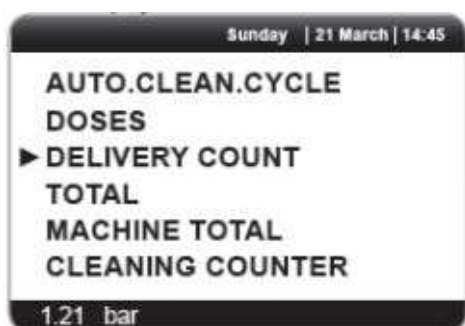 Sunday | 21 March | 14:45
AUTO.CLEAN.CYCLE
DOSES
►DELIVERY COUNT
TOTAL
MACHINE TOTAL
CLEANING COUNTER
1.21 bar